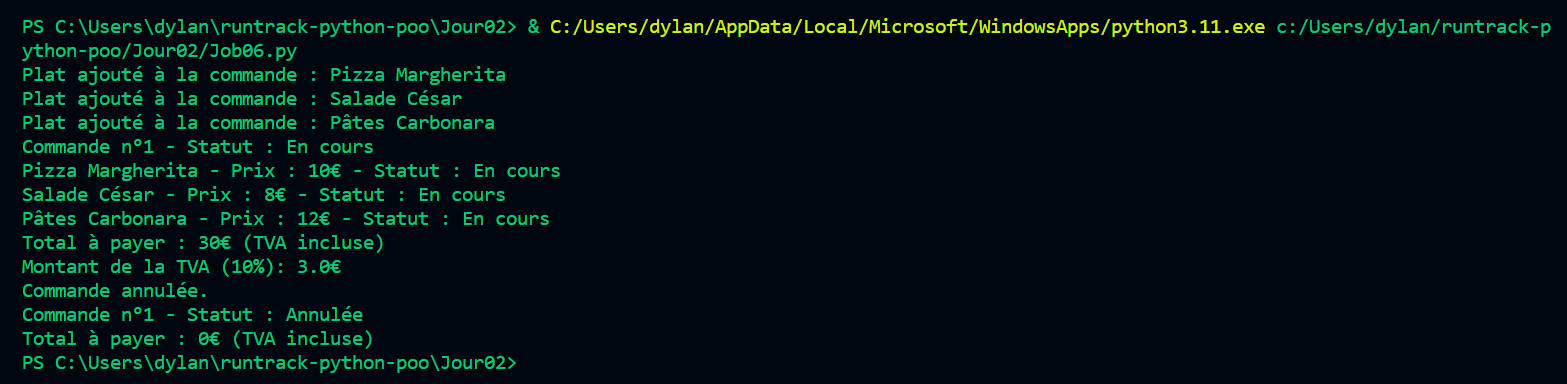 PS C:\Users\dylan\runtrack-python-poo\Jour02> & C:/Users/dylan/AppData/Local/Microsoft/WindowsApps/python3.11.exe c:/Users/dylan/runtrack-p
ython-poo/Jour02/Job06.py
Plat ajouté à la commande : Pizza Margherita
Plat ajouté à la commande : Salade César
Plat ajouté à la commande : Pâtes Carbonara
Commande n°1 - Statut : En cours
Pizza Margherita - Prix : 10€ - Statut : En cours
Salade César - Prix : 8€ - Statut : En cours
Pâtes Carbonara - Prix : 12€ - Statut : En cours
Total à payer : 30€ (TVA incluse)
Montant de la TVA (10%): 3.0€
Commande annulée.
Commande n°1 - Statut : Annulée
Total à payer : 0€ (TVA incluse)
PS C:\Users\dylan\runtrack-python-poo\Jour02>